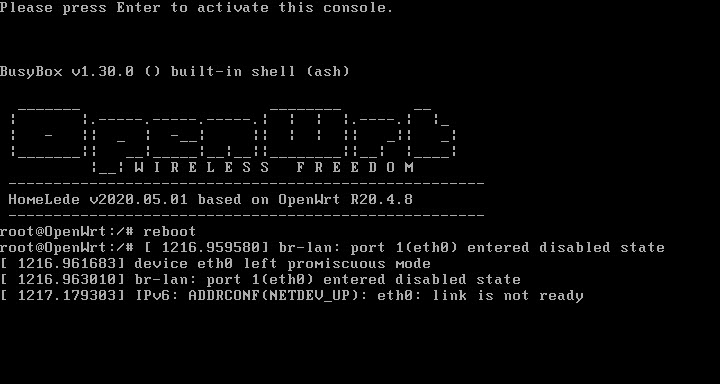 Please press Enter to activate this console.
BusyBox v1.30.0 () built-in shell (ash)
OpenWrt
W I R E L E S S   F R E E D O M
HomeLede v2020.05.01 based on OpenWrt R20.4.8
root@OpenWrt:/# reboot
root@OpenWrt:/# [ 1216.959580] br-lan: port 1(eth0) entered disabled state
[ 1216.961683] device eth0 left promiscuous mode
[ 1216.963010] br-lan: port 1(eth0) entered disabled state
[ 1217.179303] IPv6: ADDRCONF(NETDEV_UP): eth0: link is not ready